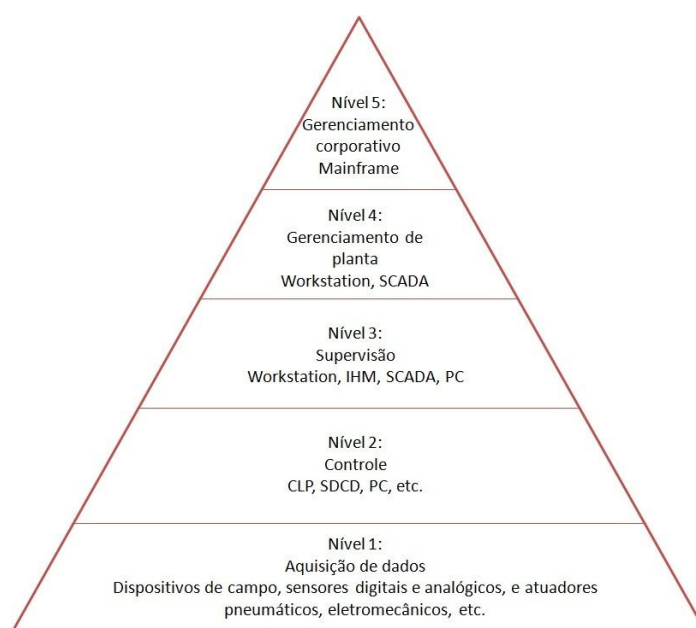 Nível 5:
Gerenciamento
corporativo
Mainframe
Nível 4:
Gerenciamento de
planta
Workstation, SCADA
Nível 3:
Supervisão
Workstation, IHM, SCADA, PC
Nível 2:
Controle
CLP, SDCD, PC, etc.
Nível 1:
Aquisição de dados
Dispositivos de campo, sensores digitais e analógicos, e atuadores
pneumáticos, eletromecânicos, etc.